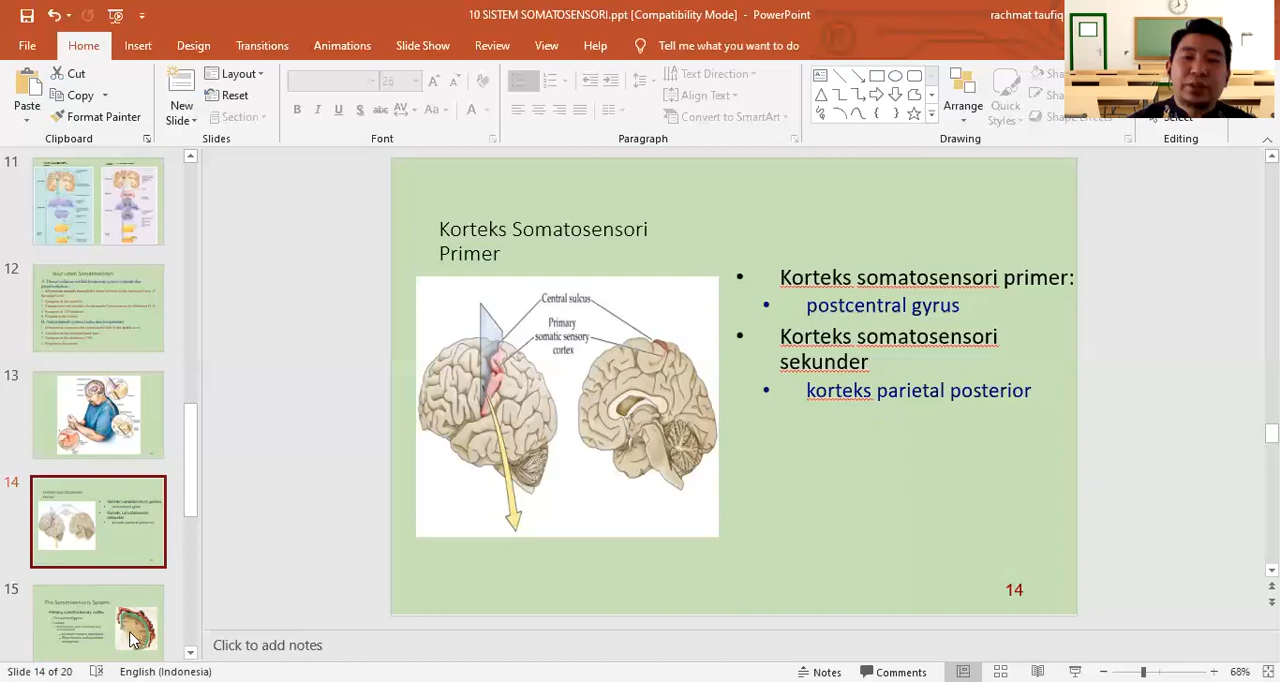 10 SISTEM SOMATOSENSORI.ppt [Compatibility Mode] - PowerPoint
rachmat taufiq
File Home Insert Design Transitions Animations Slide Show Review View Help Tell me what you want to do
Cut
Copy
Format Painter
Paste
Clipboard
New Slide
Layout
Reset
Section
Slides
26
Font
Text Direction
Align Text
Convert to SmartArt
Paragraph
Arrange
Quick Styles
Shape Effects
Drawing
Select
Editing
11
12
13
14
15
Korteks Somatosensori
Primer
Central sulcus
Primary
somatic sensory
cortex
• Korteks somatosensori primer:
• postcentral gyrus
• Korteks somatosensori
sekunder
• korteks parietal posterior
14
Click to add notes
Slide 14 of 20
English (Indonesia)
Notes
Comments
68%